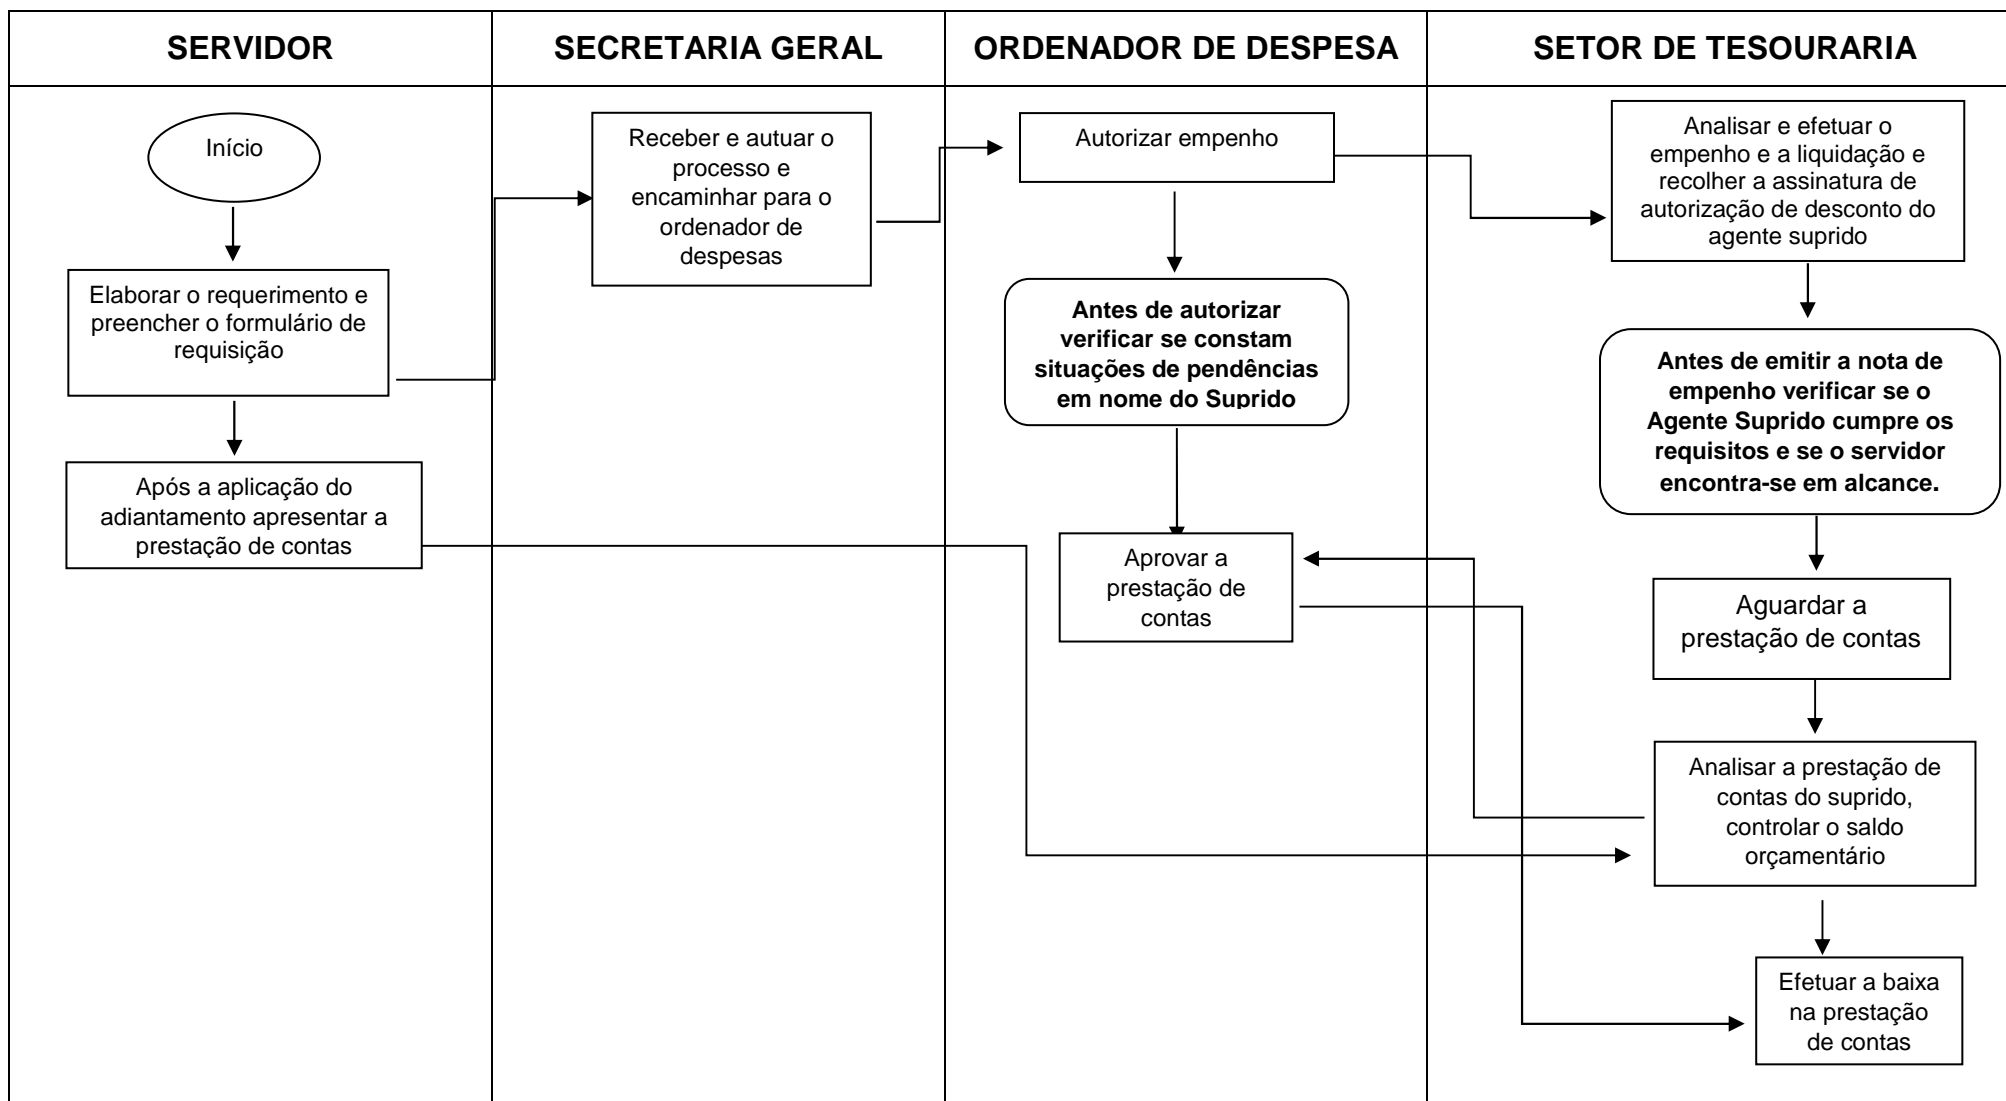 SERVIDOR
SECRETARIA GERAL
ORDENADOR DE DESPESA
SETOR DE TESOURARIA
Início
Elaborar o requerimento e
preencher o formulário de
requisição
Após a aplicação do
adiantamento apresentar a
prestação de contas
Receber e autuar o
processo e
encaminhar para o
ordenador de
despesas
Autorizar empenho
Antes de autorizar
verificar se constam
situações de pendências
em nome do Suprido
Aprovar a
prestação de
contas
Analisar e efetuar o
empenho e a liquidação e
recolher a assinatura de
autorização de desconto do
agente suprido
Antes de emitir a nota de
empenho verificar se o
Agente Suprido cumpre os
requisitos e se o servidor
encontra-se em alcance.
Aguardar a
prestação de contas
Analisar a prestação de
contas do suprido,
controlar o saldo
orçamentário
Efetuar a baixa
na prestação
de contas